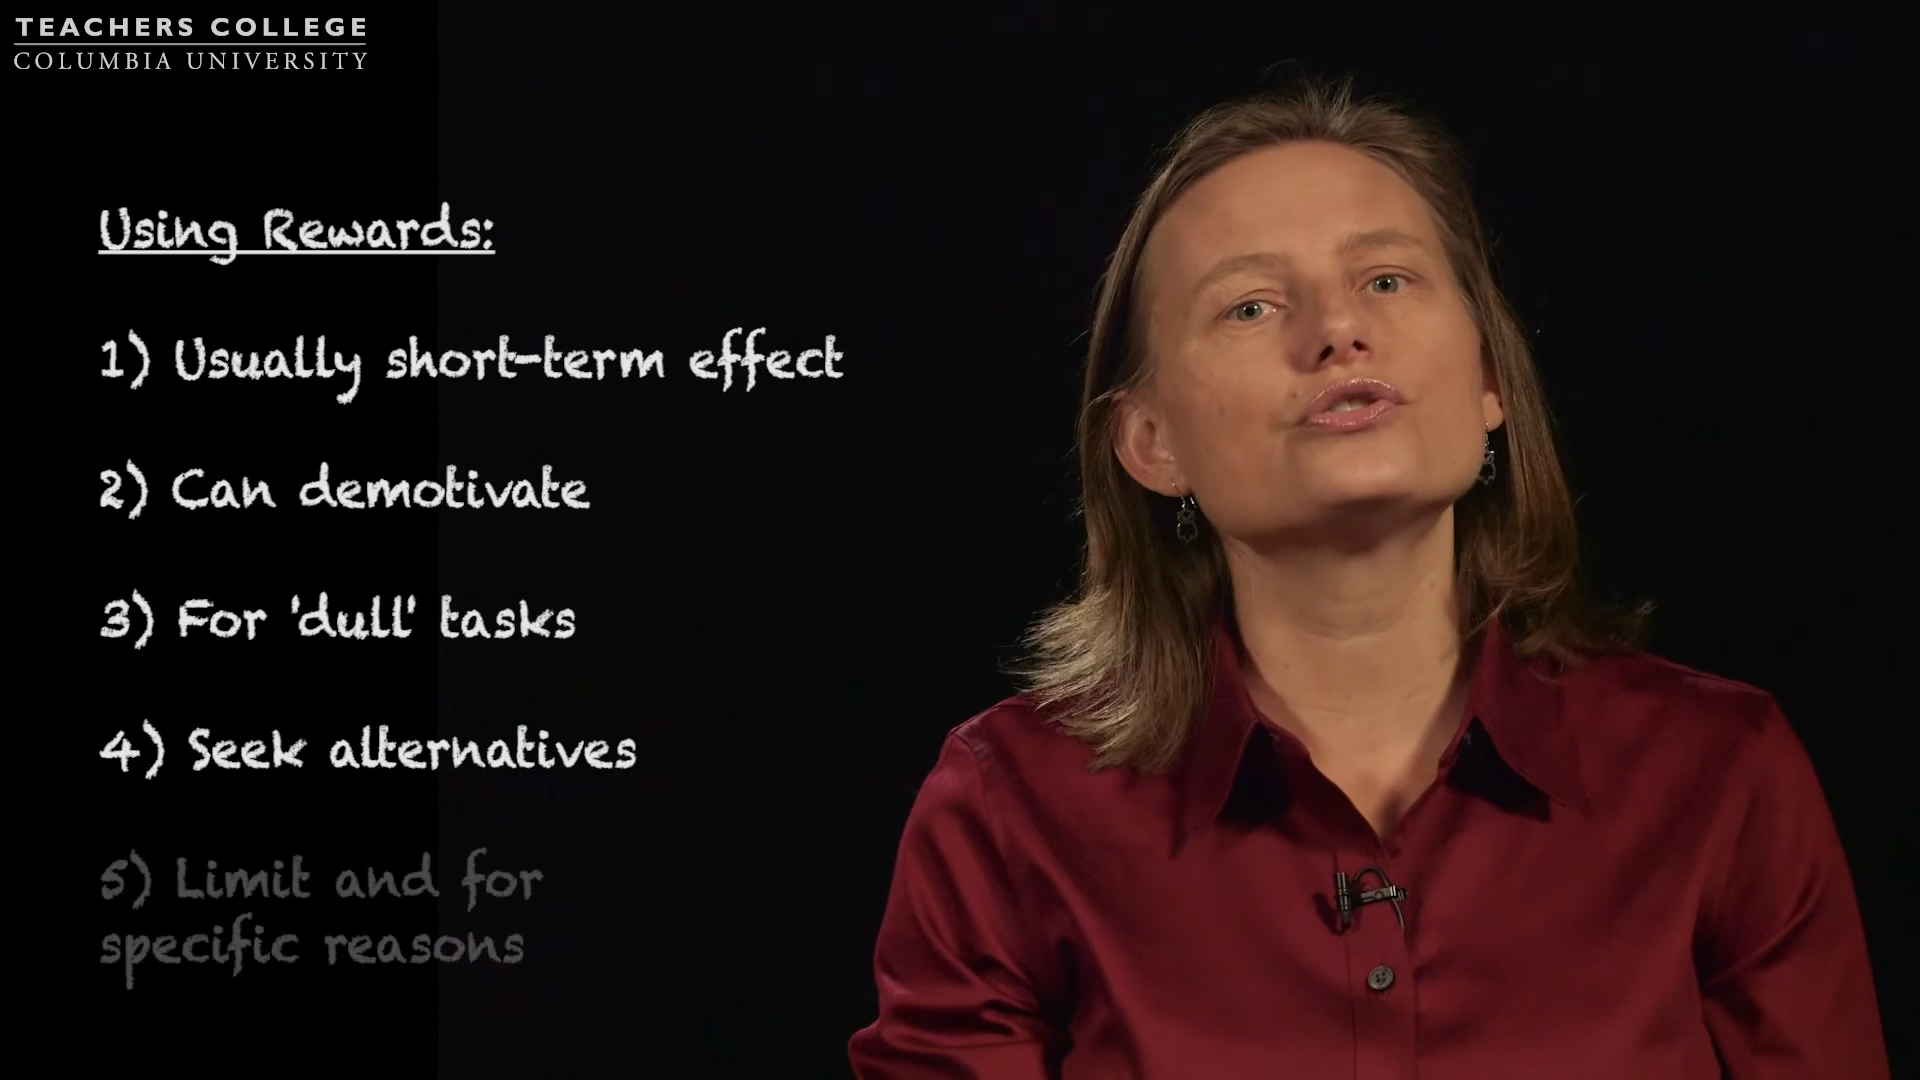 TEACHERS COLLEGE
COLUMBIA UNIVERSITY
Using Rewards:
1) Usually short-term effect
2) Can demotivate
3) For 'dull' tasks
4) Seek alternatives
5) Limit and for
specific reasons